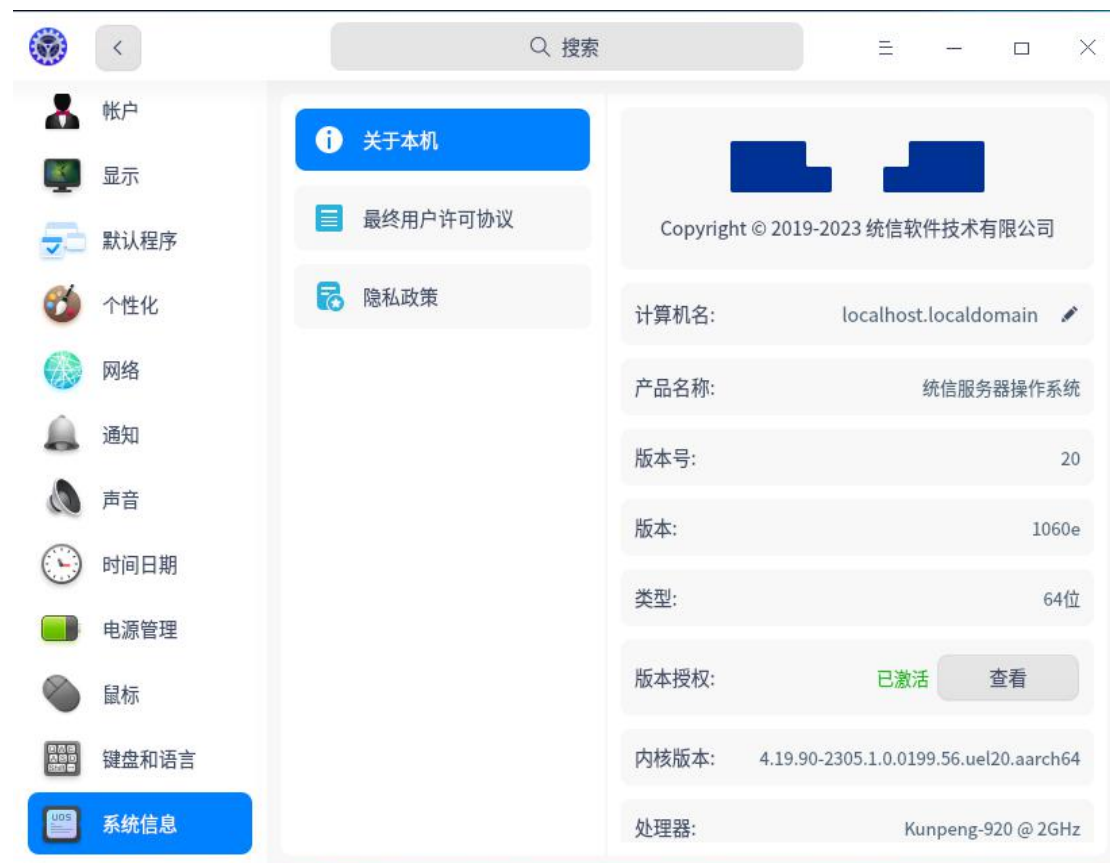 搜索
帐户
显示
默认程序
个性化
网络
通知
声音
时间日期
电源管理
鼠标
键盘和语言
UOS
系统信息
关于本机
最终用户许可协议
隐私政策
Copyright © 2019-2023 统信软件技术有限公司
计算机名: localhost.localdomain
产品名称: 统信服务器操作系统
版本号: 20
版本: 1060e
类型: 64位
版本授权: 已激活 查看
内核版本: 4.19.90-2305.1.0.0199.56.uel20.aarch64
处理器: Kunpeng-920 @ 2GHz